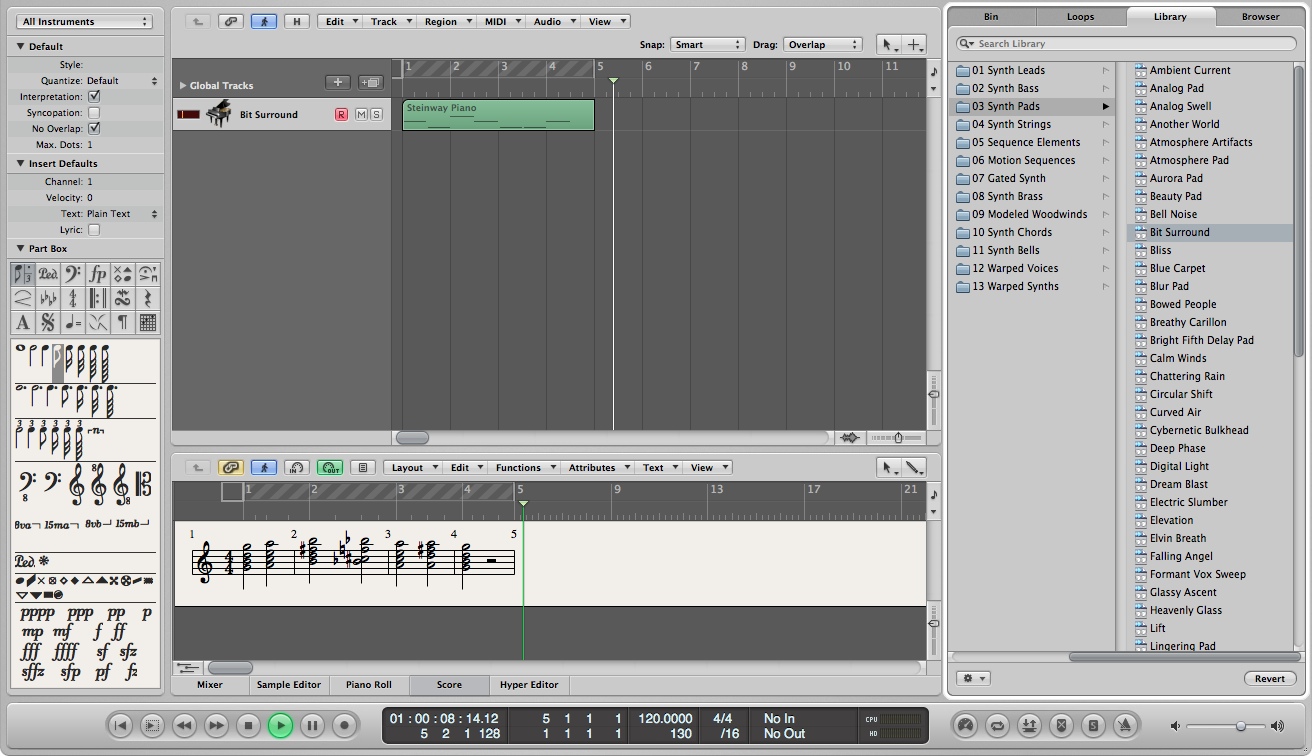 All Instruments
Default
Style:
Quantize: Default
Interpretation:
Syncopation:
No Overlap:
Max. Dots: 1
Insert Defaults
Channel: 1
Velocity: 0
Text: Plain Text
Lyric:
Part Box
8va 15ma 8vb 15mb
Ped.
pppp ppp pp p
mp mf f ff
fff ffff sf sfz
sffz sfp pf fz
H Edit Track Region MIDI Audio View
Snap: Smart Drag: Overlap
1 2 3 4 5 6 7 8 9 10 11
Global Tracks
Bit Surround R M S
Steinway Piano
IN OUT Layout Edit Functions Attributes Text View
1 2 3 4 5 9 13 17 21
1 2 3 4 5
Mixer Sample Editor Piano Roll Score Hyper Editor
Bin Loops Library Browser
Search Library
01 Synth Leads
02 Synth Bass
03 Synth Pads
04 Synth Strings
05 Sequence Elements
06 Motion Sequences
07 Gated Synth
08 Synth Brass
09 Modeled Woodwinds
10 Synth Chords
11 Synth Bells
12 Warped Voices
13 Warped Synths
Ambient Current
Analog Pad
Analog Swell
Another World
Atmosphere Artifacts
Atmosphere Pad
Aurora Pad
Beauty Pad
Bell Noise
Bit Surround
Bliss
Blue Carpet
Blur Pad
Bowed People
Breathy Carillon
Bright Fifth Delay Pad
Calm Winds
Chattering Rain
Circular Shift
Curved Air
Cybernetic Bulkhead
Deep Phase
Digital Light
Dream Blast
Electric Slumber
Elevation
Elvin Breath
Falling Angel
Formant Vox Sweep
Glassy Ascent
Heavenly Glass
Lift
Lingering Pad
Revert
01 : 00 : 08 : 14.12 5 1 1 1 120.0000 4/4 No In CPU
5 2 1 128 1 1 1 1 130 /16 No Out HD